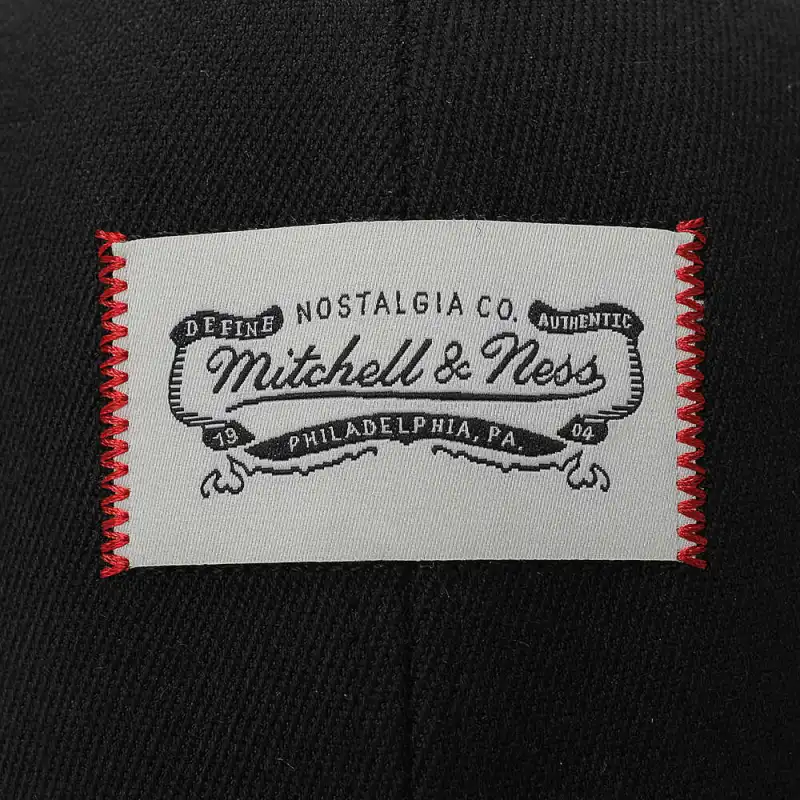 NOSTALGIA CO.
DEFINE AUTHENTIC
Mitchell & Ness
19 PHILADELPHIA, PA. 04